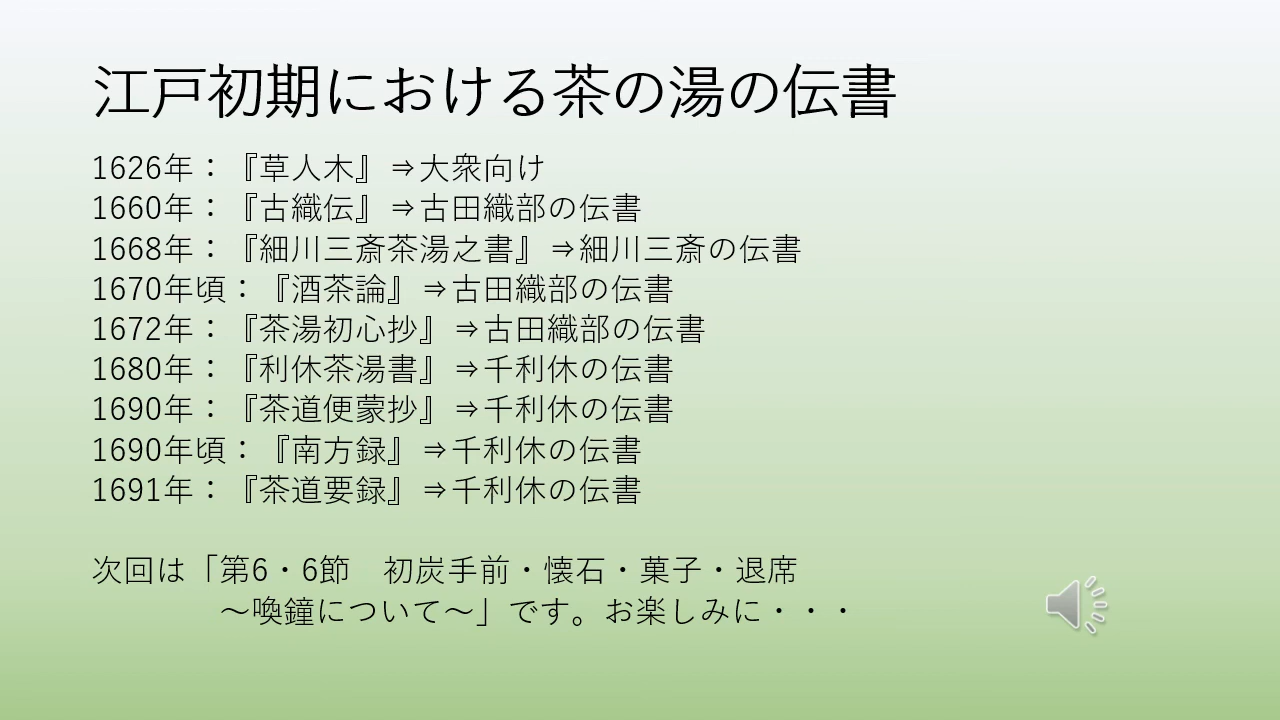 江戸初期における茶の湯の伝書
1626年：『草人木』⇒大衆向け
1660年：『古織伝』⇒古田織部の伝書
1668年：『細川三斎茶湯之書』⇒細川三斎の伝書
1670年頃：『酒茶論』⇒古田織部の伝書
1672年：『茶湯初心抄』⇒古田織部の伝書
1680年：『利休茶湯書』⇒千利休の伝書
1690年：『茶道便蒙抄』⇒千利休の伝書
1690年頃：『南方録』⇒千利休の伝書
1691年：『茶道要録』⇒千利休の伝書
次回は「第6・6節　初炭手前・懐石・菓子・退席
～喚鐘について～」です。お楽しみに・・・